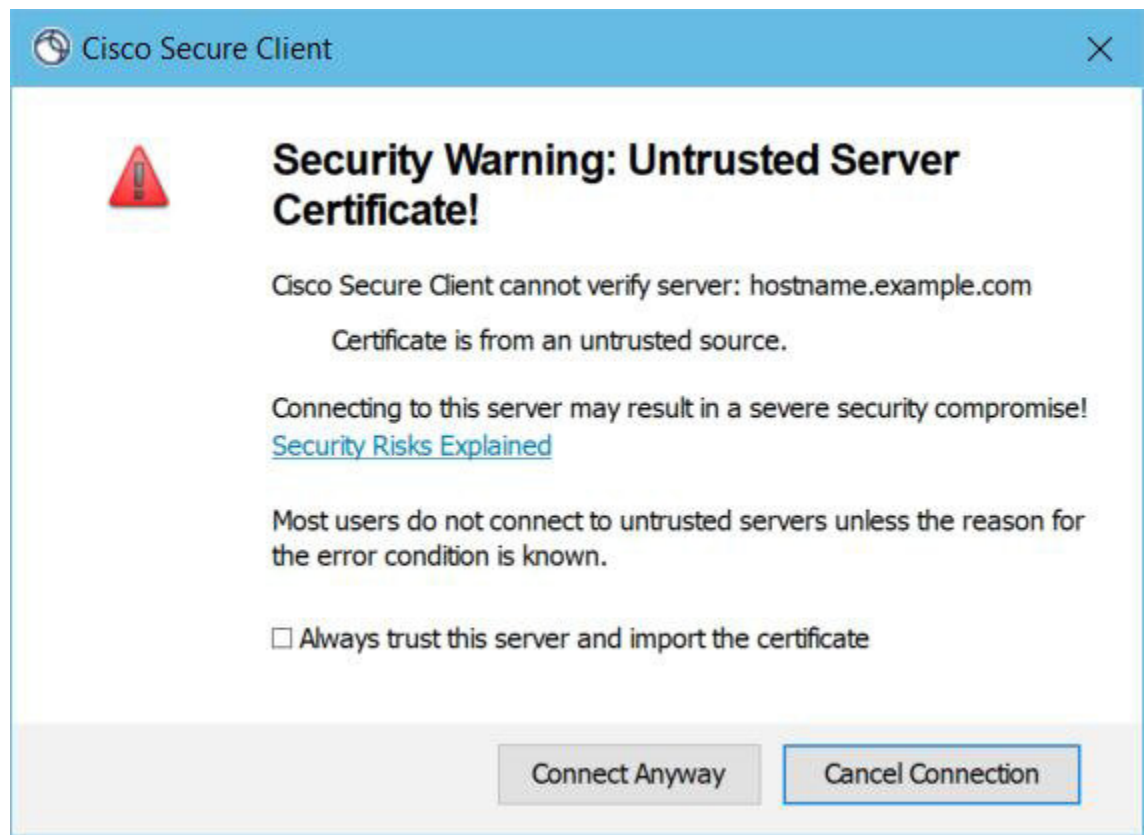 Cisco Secure Client
Security Warning: Untrusted Server
Certificate!
Cisco Secure Client cannot verify server: hostname.example.com
Certificate is from an untrusted source.
Connecting to this server may result in a severe security compromise!
Security Risks Explained
Most users do not connect to untrusted servers unless the reason for
the error condition is known.
Always trust this server and import the certificate
Connect Anyway
Cancel Connection